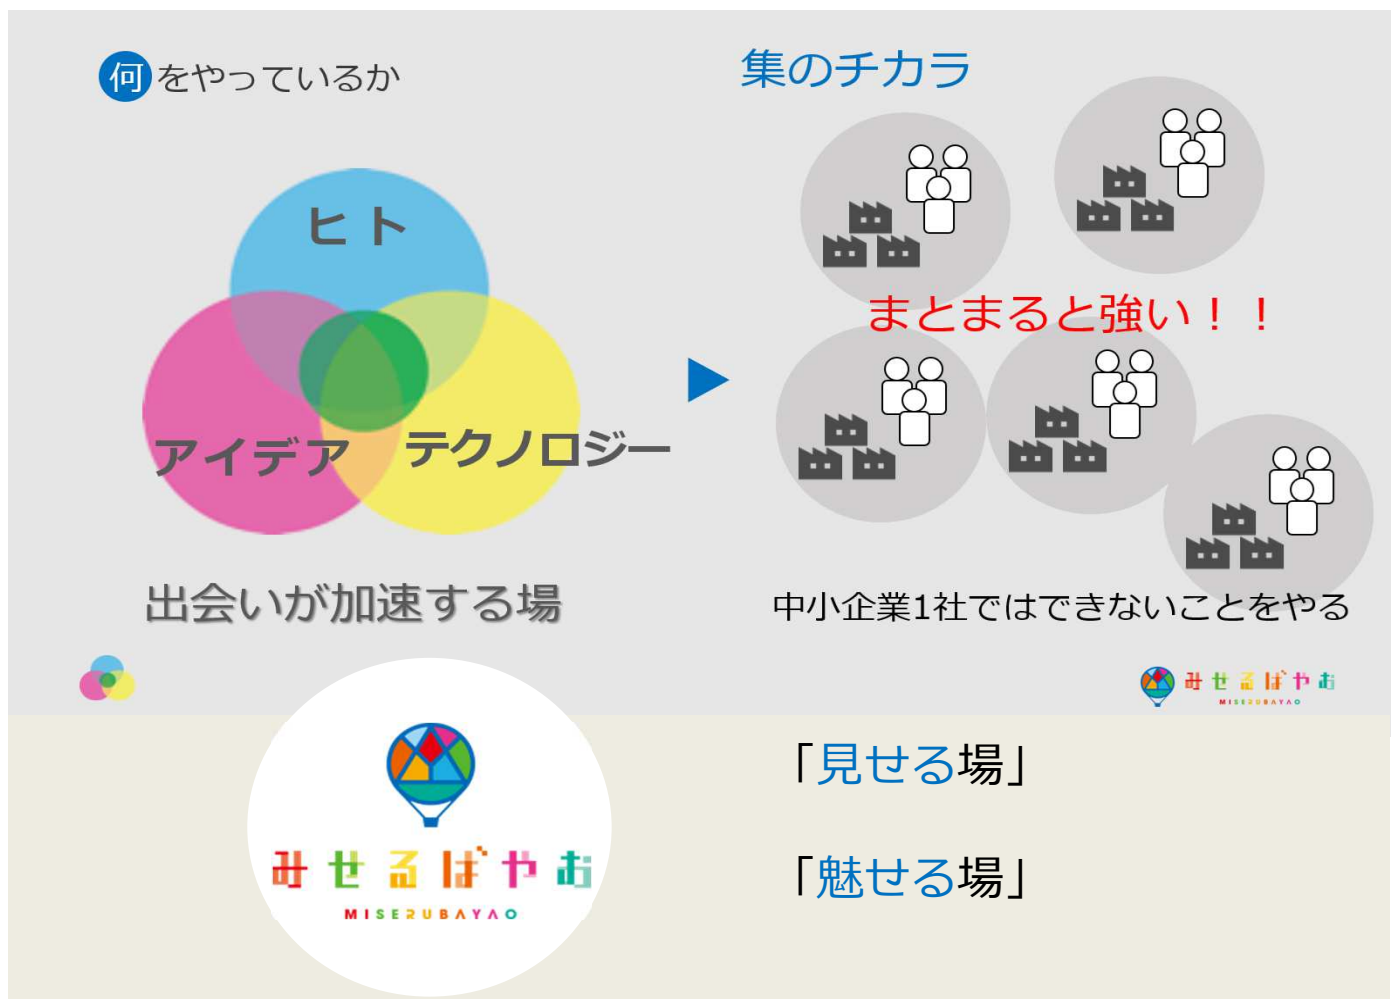 何をやっているか
ヒト
アイデア
テクノロジー
出会いが加速する場
集のチカラ
まとまると強い！！
中小企業1社ではできないことをやる
みせるばやお
MISERUBAYAO
みせるばやお
MISERUBAYAO
「見せる場」
「魅せる場」